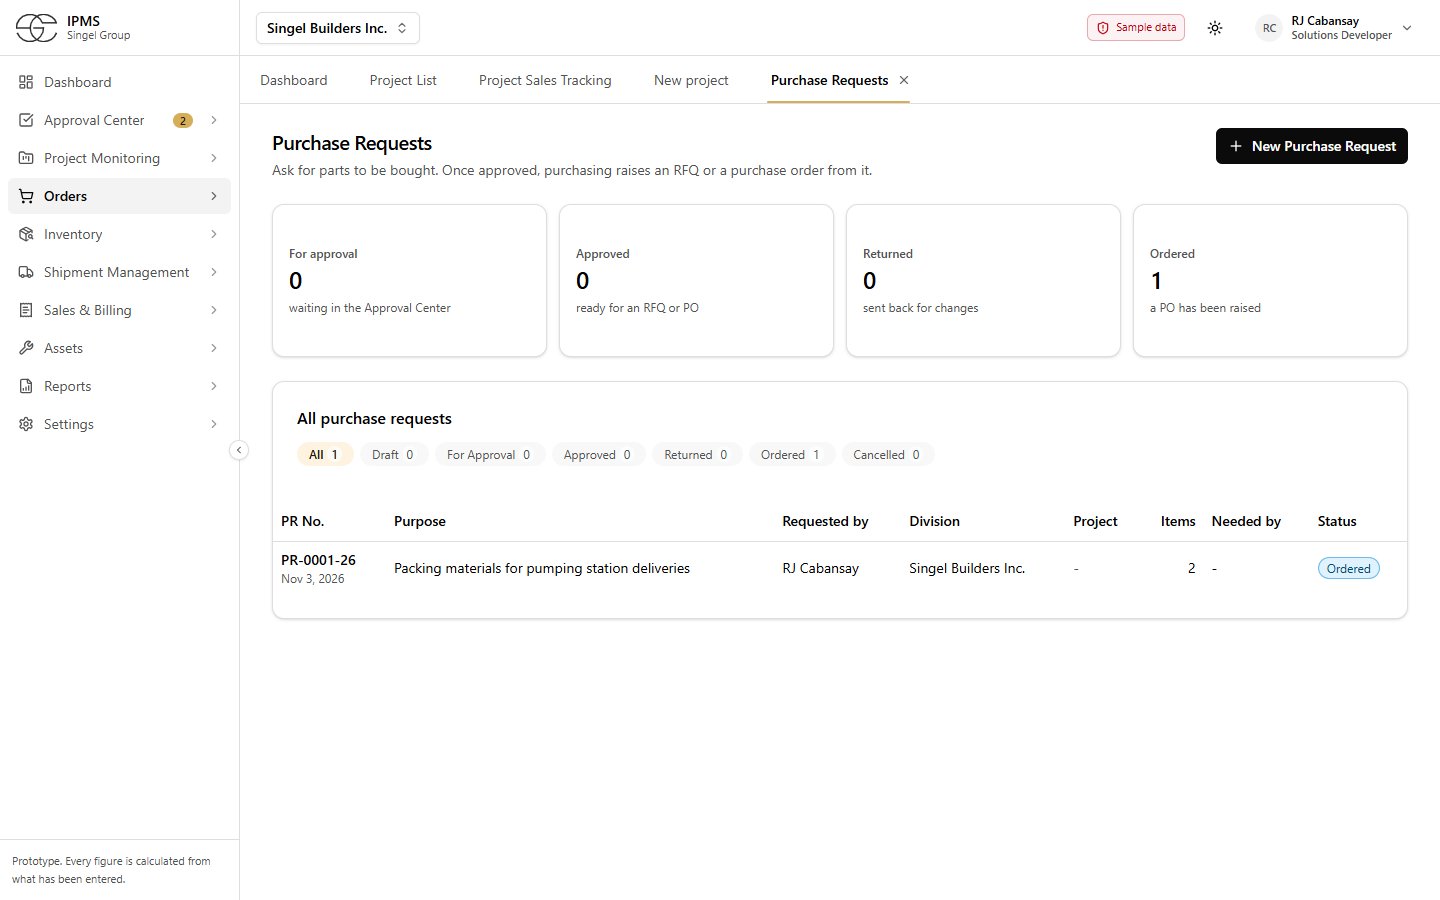 IPMS
Singel Group
Singel Builders Inc.
Sample data
RC
RJ Cabansay
Solutions Developer
Dashboard
Approval Center 2
Project Monitoring
Orders
Inventory
Shipment Management
Sales & Billing
Assets
Reports
Settings
Prototype. Every figure is calculated from
what has been entered.
Dashboard Project List Project Sales Tracking New project Purchase Requests
Purchase Requests
Ask for parts to be bought. Once approved, purchasing raises an RFQ or a purchase order from it.
New Purchase Request
For approval
0
waiting in the Approval Center
Approved
0
ready for an RFQ or PO
Returned
0
sent back for changes
Ordered
1
a PO has been raised
All purchase requests
All 1 Draft 0 For Approval 0 Approved 0 Returned 0 Ordered 1 Cancelled 0
PR No. Purpose Requested by Division Project Items Needed by Status
PR-0001-26 Packing materials for pumping station deliveries RJ Cabansay Singel Builders Inc. - 2 - Ordered
Nov 3, 2026